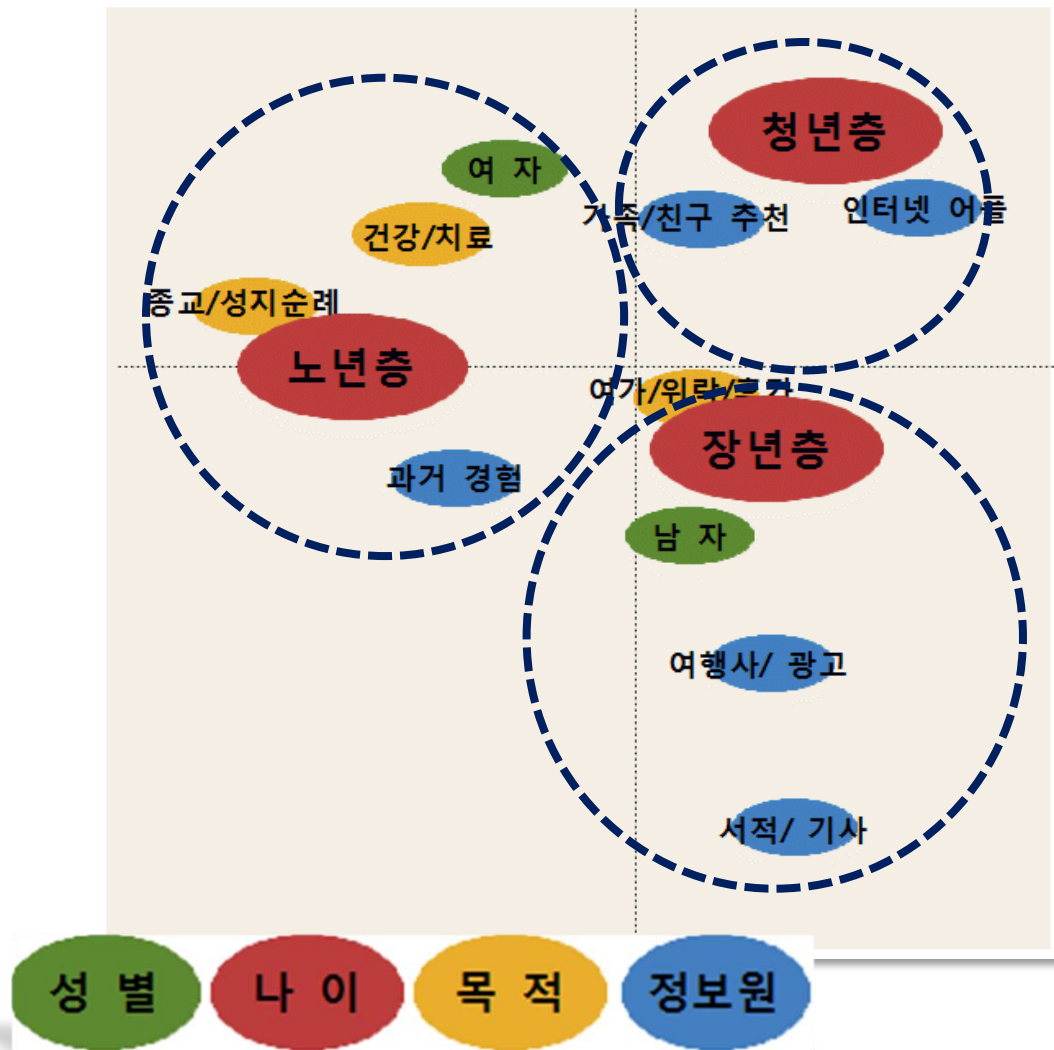 청년층
여 자
가족/친구 추천
인터넷 어플
건강/치료
종교/성지순례
노년층
여가/위락/휴가
장년층
과거 경험
남 자
여행사/ 광고
서적/ 기사
성 별
나 이
목 적
정보원